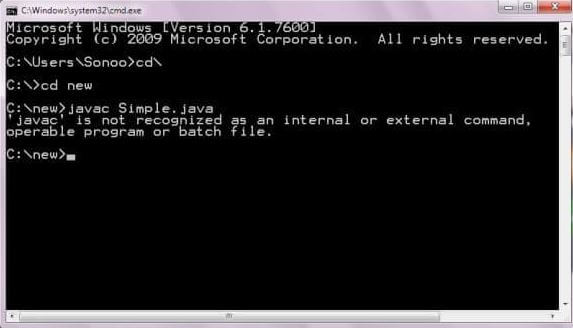 C:\Windows\system32\cmd.exe
Microsoft Windows [Version 6.1.7600]
Copyright (c) 2009 Microsoft Corporation.  All rights reserved.
C:\Users\Sonoo>cd\
C:\>cd new
C:\new>javac Simple.java
'javac' is not recognized as an internal or external command,
operable program or batch file.
C:\new>